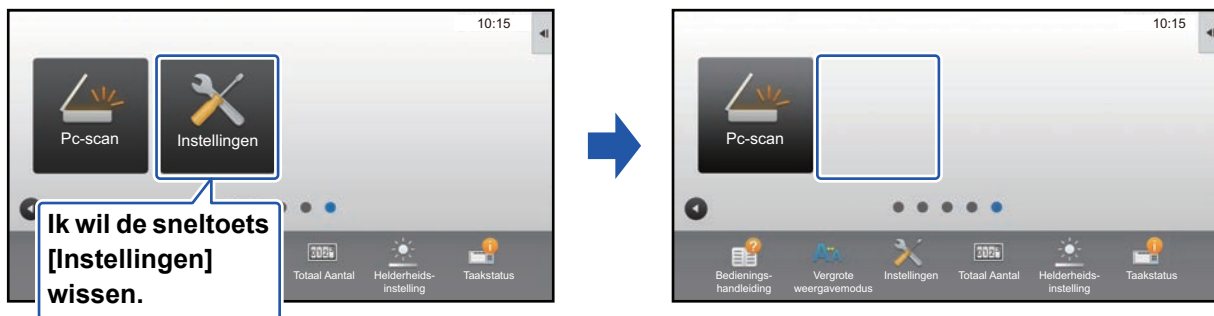 10:15
Pc-scan
Instellingen
Ik wil de sneltoets
[Instellingen]
wissen.
Totaal Aantal
Helderheids-
instelling
Taakstatus
10:15
Pc-scan
Bedienings-
handleiding
Vergrote
weergavemodus
Instellingen
Totaal Aantal
Helderheids-
instelling
Taakstatus